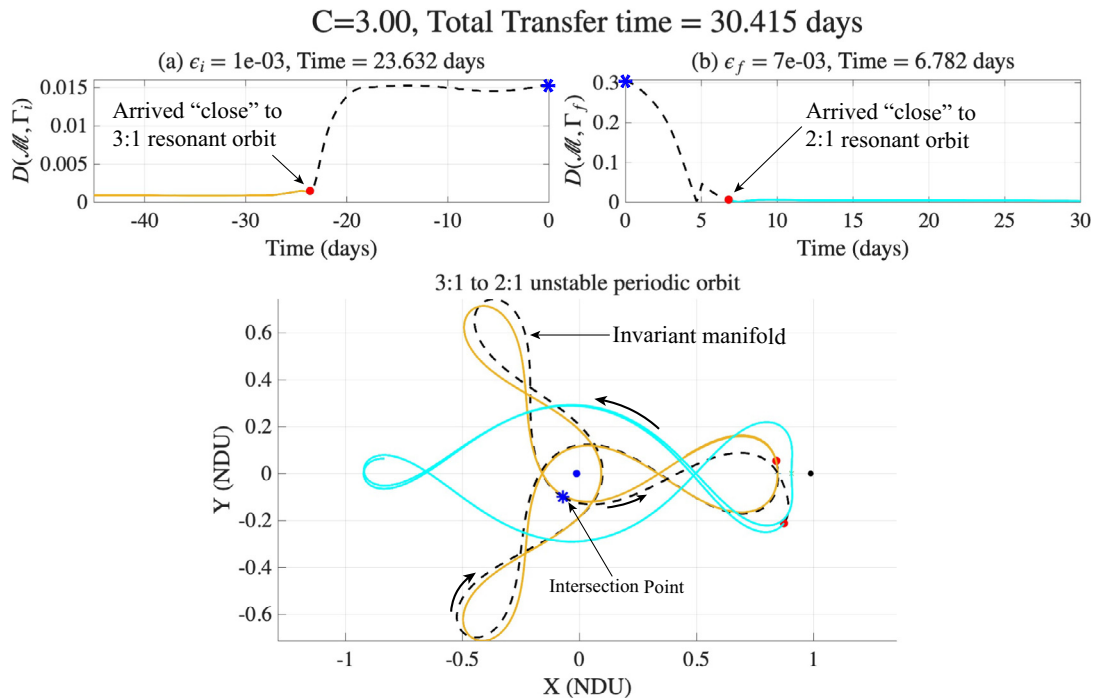 C=3.00, Total Transfer time = 30.415 days
(a) ϵᵢ = 1e-03, Time = 23.632 days
0.015
0.01
0.005
0
D(ℳ, Γᵢ)
Arrived “close” to
3:1 resonant orbit
-40
-20
-10
0
Time (days)
(b) ϵ_f = 7e-03, Time = 6.782 days
0.3
0.2
0.1
0
D(ℳ, Γ_f)
Arrived “close” to
2:1 resonant orbit
0
5
10
15
20
25
30
Time (days)
3:1 to 2:1 unstable periodic orbit
0.6
0.4
0.2
0
-0.2
-0.4
-0.6
Y (NDU)
Invariant manifold
Intersection Point
-1
-0.5
0
0.5
1
X (NDU)